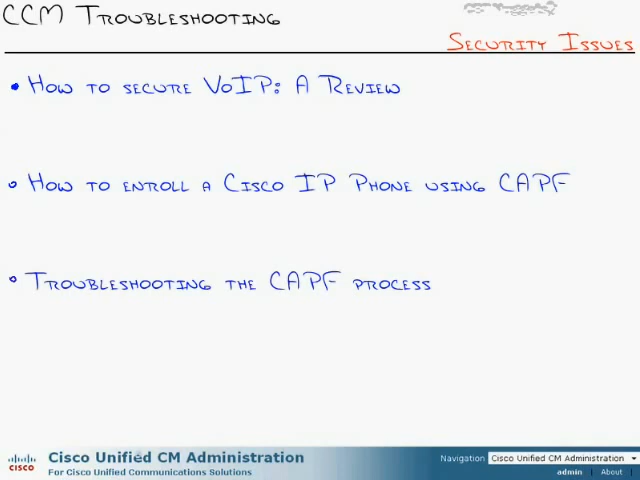 CCM Troubleshooting
Security Issues
• How to secure VoIP: A Review
• How to enroll a Cisco IP Phone using CAPF
• Troubleshooting the CAPF process
CISCO
Cisco Unified CM Administration
For Cisco Unified Communications Solutions
Navigation Cisco Unified CM Administration
admin | About